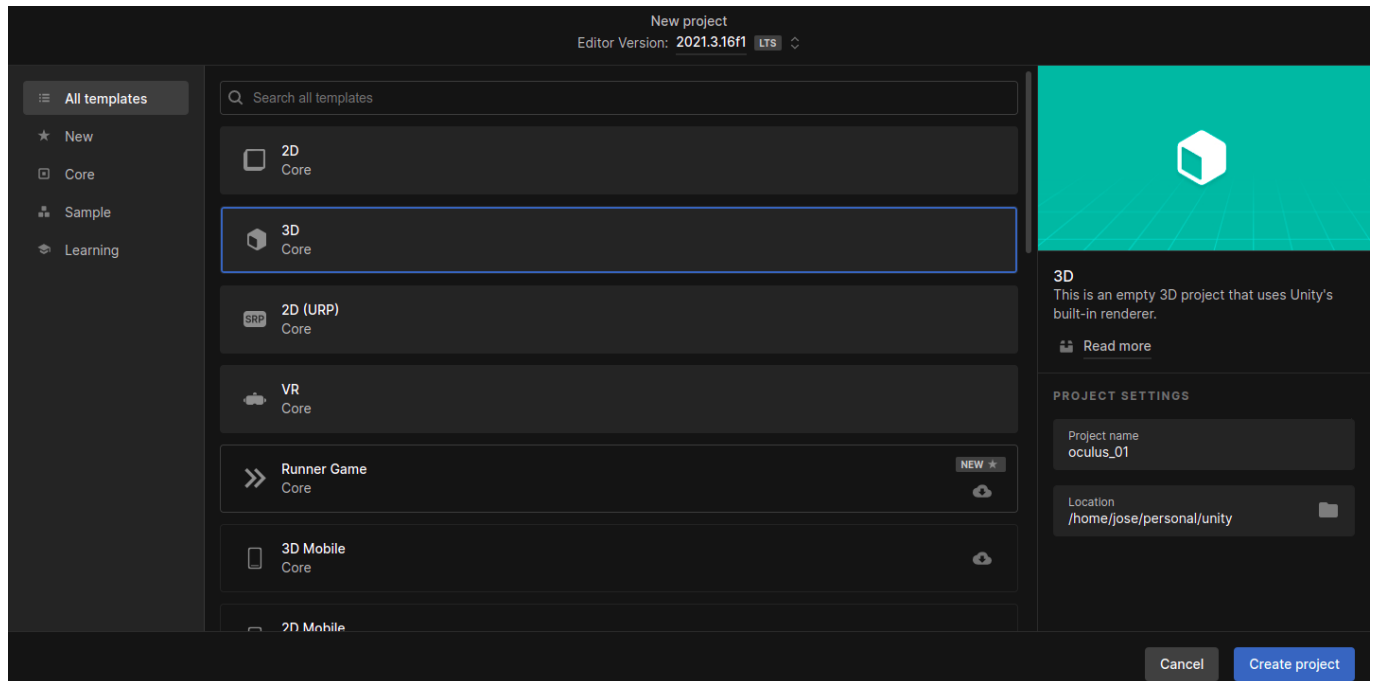 New project
Editor Version: 2021.3.16f1 LTS
All templates
New
Core
Sample
Learning
Search all templates
2D
Core
3D
Core
SRP
2D (URP)
Core
VR
Core
Runner Game
Core
NEW
3D Mobile
Core
2D Mobile
3D
This is an empty 3D project that uses Unity's
built-in renderer.
Read more
PROJECT SETTINGS
Project name
oculus_01
Location
/home/jose/personal/unity
Cancel
Create project